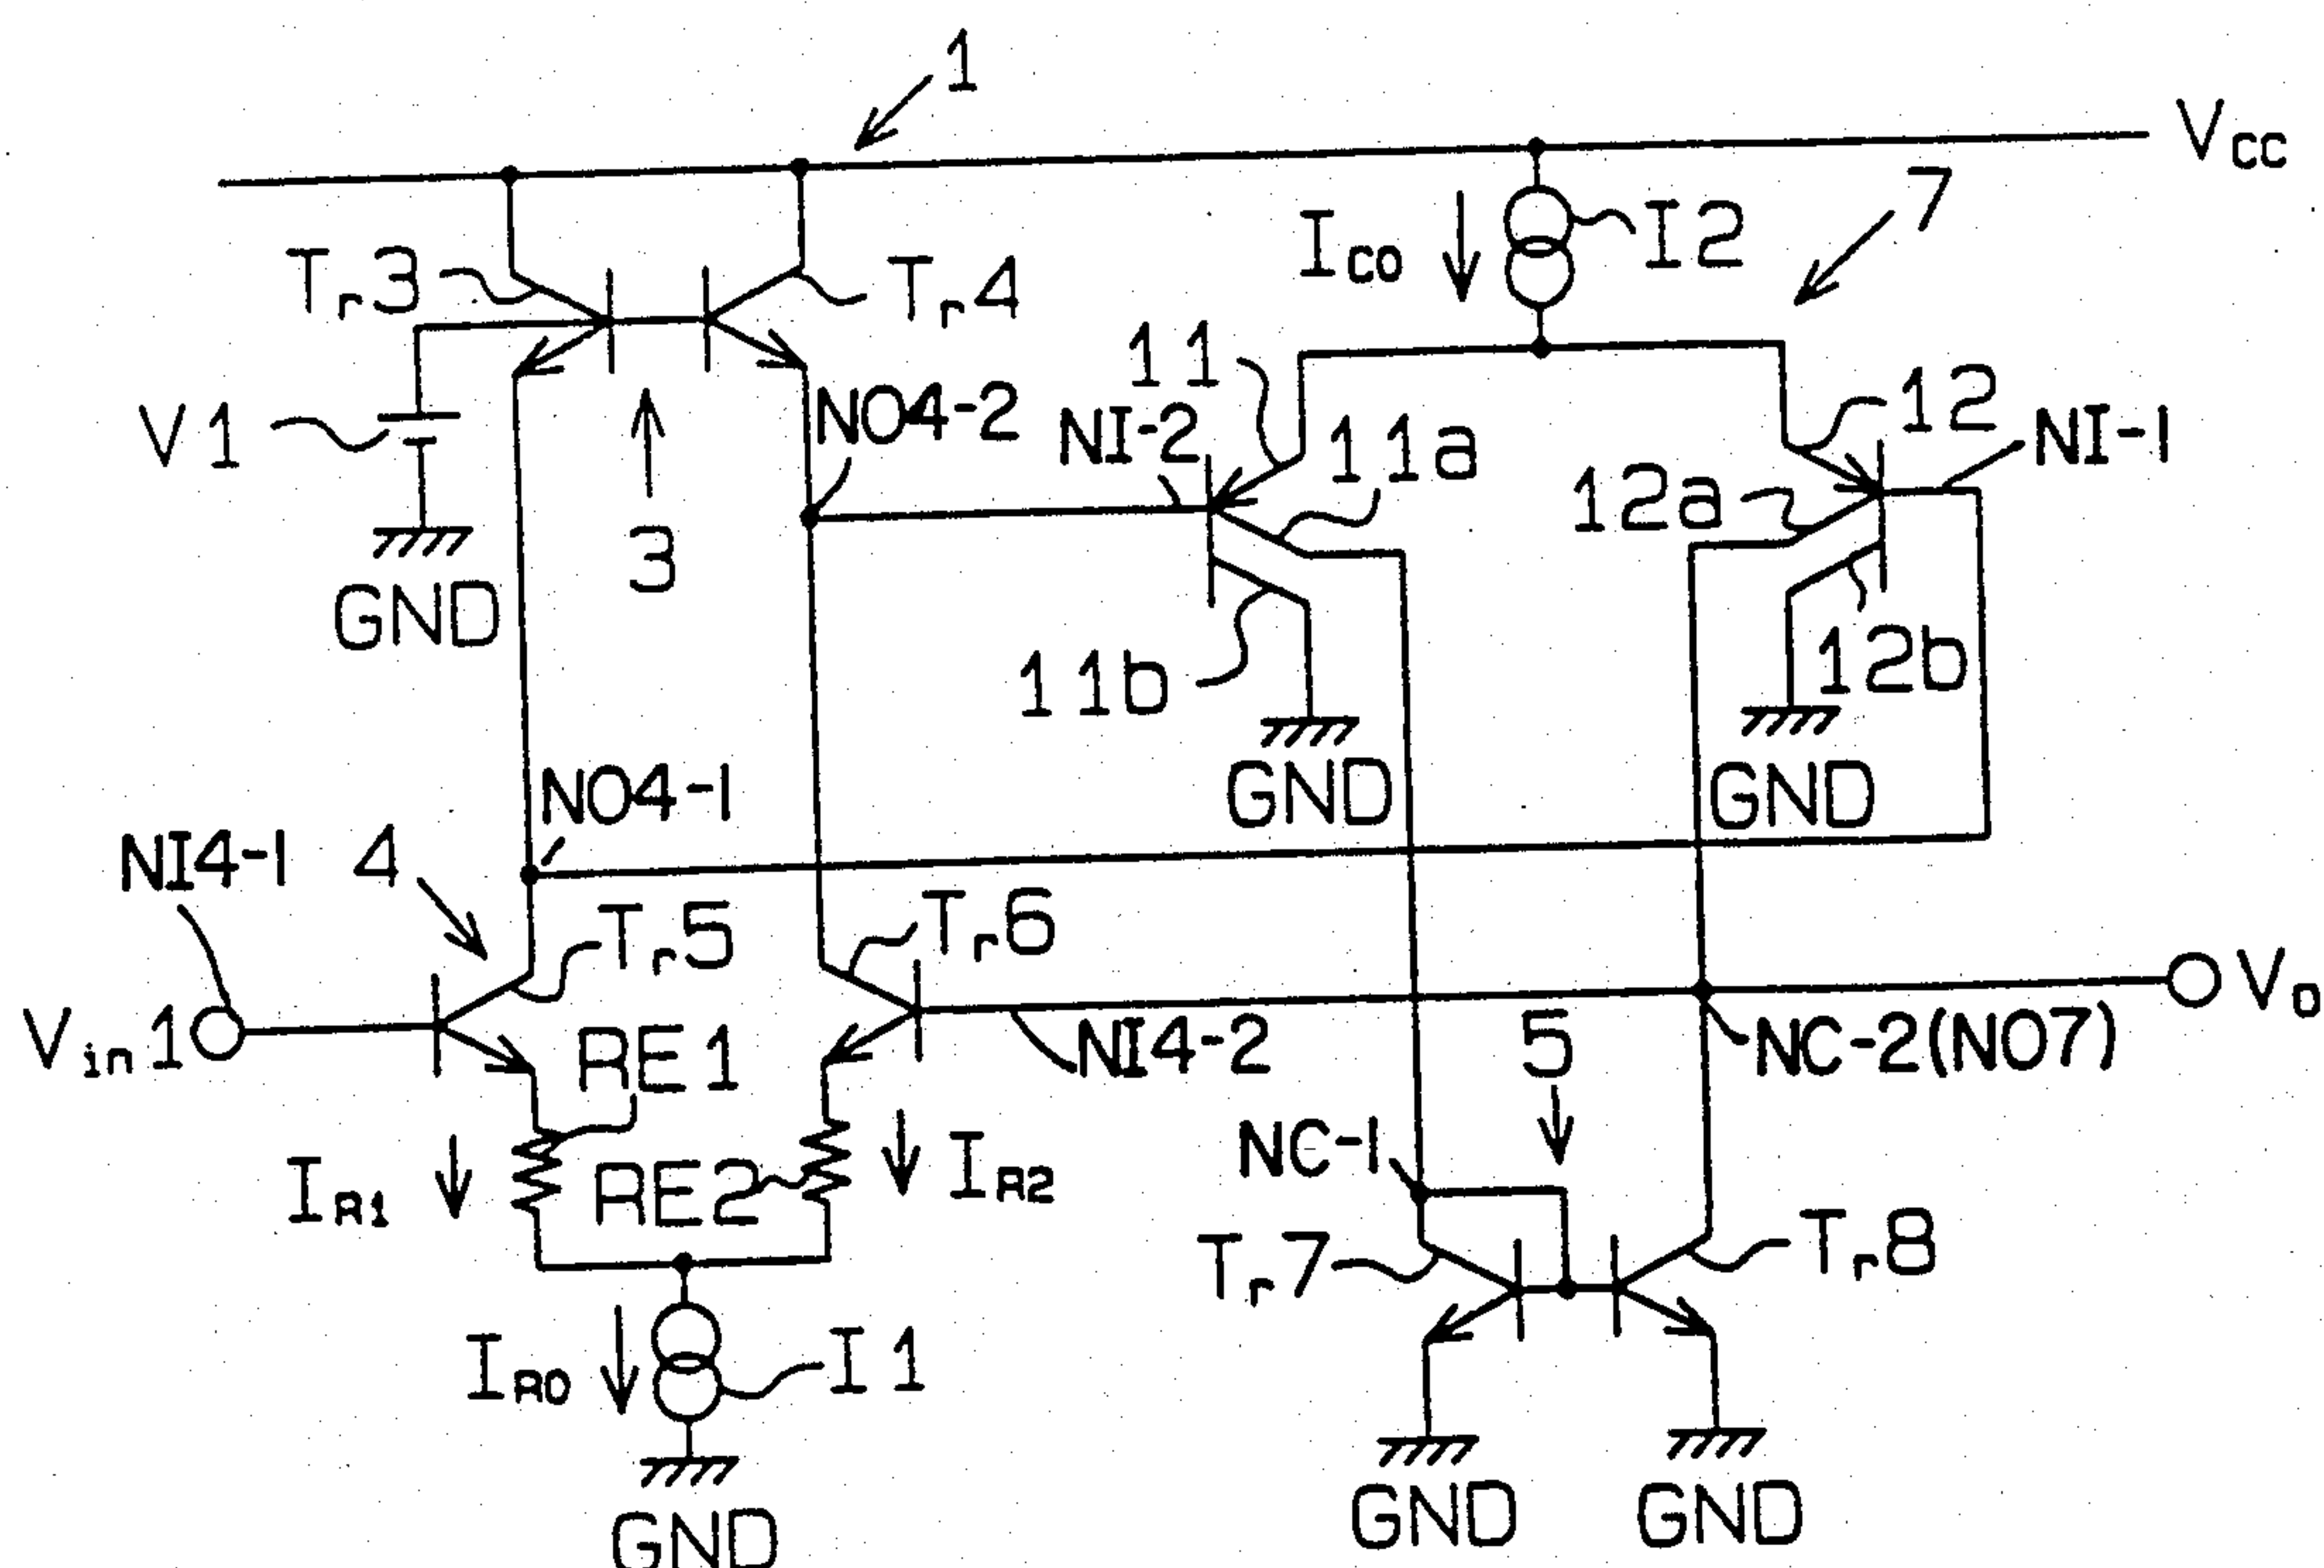 1
Vcc
7
ICO
I2
Tr3
Tr4
11
12
NI-1
V1
NO4-2
NI-2
11a
12a
3
GND
11b
12b
GND
GND
NO4-1
NI4-1
4
Tr5
Tr6
Vin1
RE1
NI4-2
5
NC-2(NO7)
Vo
IR1
RE2
IR2
NC-1
Tr7
Tr8
IR0
I1
GND
GND
GND